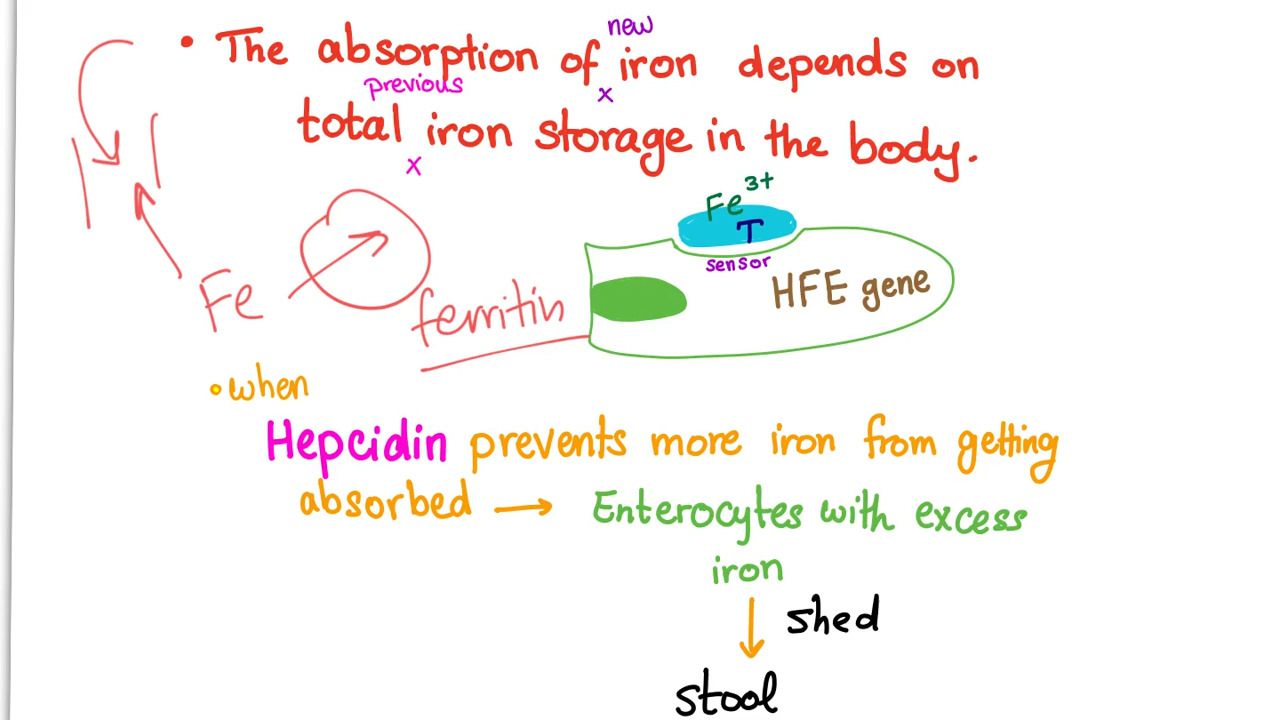 new
• The absorption of iron depends on
previous x
total iron storage in the body.
x
Fe3+
T
sensor
HFE gene
Fe
ferritin
• when
Hepcidin prevents more iron from getting
absorbed → Enterocytes with excess
iron
↓ shed
stool